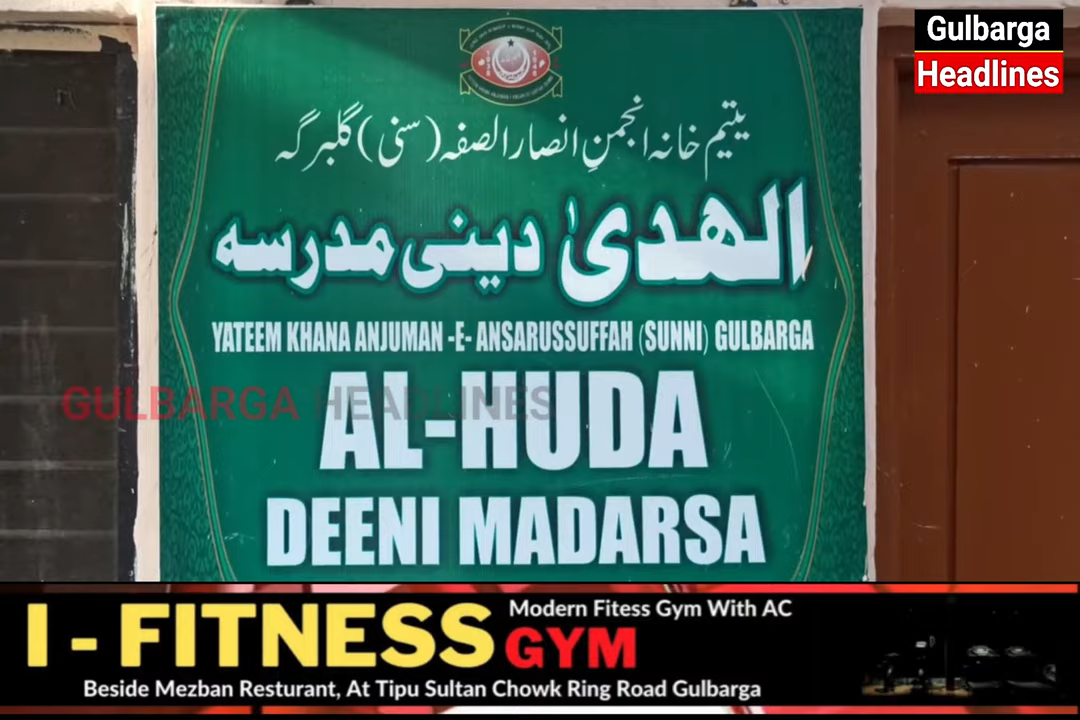 Gulbarga
Headlines
یتیم خانہ انجمنِ انصار الصفہ (سنی) گلبرگہ
الھدیٰ دینی مدرسہ
YATEEM KHANA ANJUMAN -E- ANSARUSSUFFAH (SUNNI) GULBARGA
GULBARGA HEADLINES
AL-HUDA
DEENI MADARSA
I - FITNESS GYM
Modern Fitess Gym With AC
Beside Mezban Resturant, At Tipu Sultan Chowk Ring Road Gulbarga